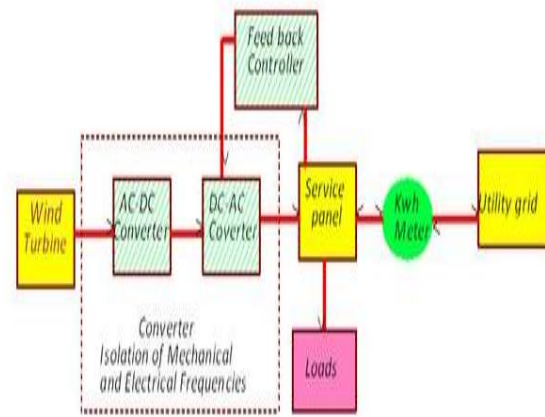 Feed back
Controller
Wind
Turbine
AC-DC
Converter
DC-AC
Coverter
Service
panel
Kwh
Meter
Utility grid
Converter
Isolation of Mechanical
and Electrical Frequencies
Loads